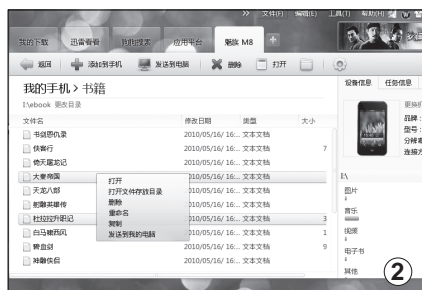 >> 文件(F) 编辑(E) 工具(T) 帮助(H)
我的下载 迅雷看看 狗狗搜索 应用平台 魅族 M8 +
返回 添加到手机 发送到电脑 删除 打开
我的手机 > 书籍
I:\ebook 更改目录
文件名 修改日期 类型 大小
书剑恩仇录 2010/05/16/ 16:... 文本文档
侠客行 2010/05/16/ 16:... 文本文档 7
倚天屠龙记 2010/05/16/ 16:... 文本文档
大秦帝国 2010/05/16/ 16:... 文本文档
天龙八部 2010/05/16/ 16:... 文本文档
射雕英雄传 2010/05/16/ 16:... 文本文档
杜拉拉升职记 2010/05/16/ 16:... 文本文档 3
白马啸西风 2010/05/16/ 16:... 文本文档 1
碧血剑 2010/05/16/ 16:... 文本文档 9
神雕侠侣 2010/05/16/ 16:... 文本文档
打开
打开文件存放目录
删除
重命名
复制
发送到我的电脑
设备信息 任务信息
品牌:
型号:
分辨率
连接方
I:\
图片
音乐
视频
电子书
其他
2